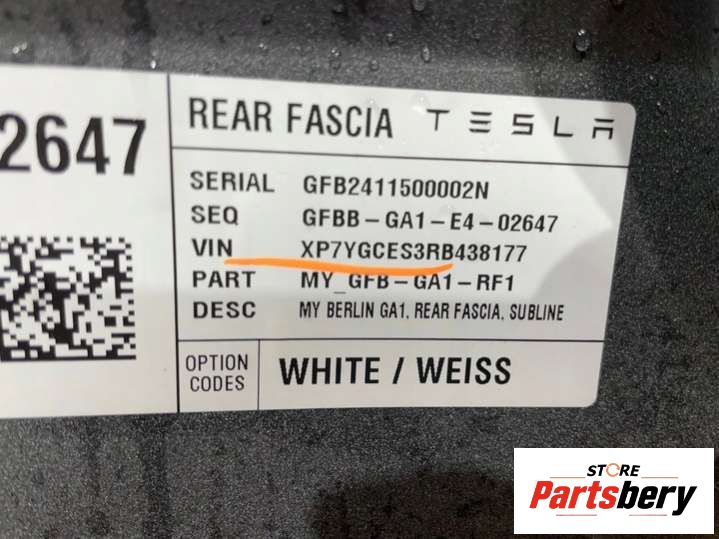 2647
REAR FASCIA TESLA
SERIAL GFB2411500002N
SEQ GFBB-GA1-E4-02647
VIN XP7YGCES3RB438177
PART MY_GFB-GA1-RF1
DESC MY BERLIN GA1, REAR FASCIA, SUBLINE
OPTION CODES WHITE / WEISS
STORE
Partsbery